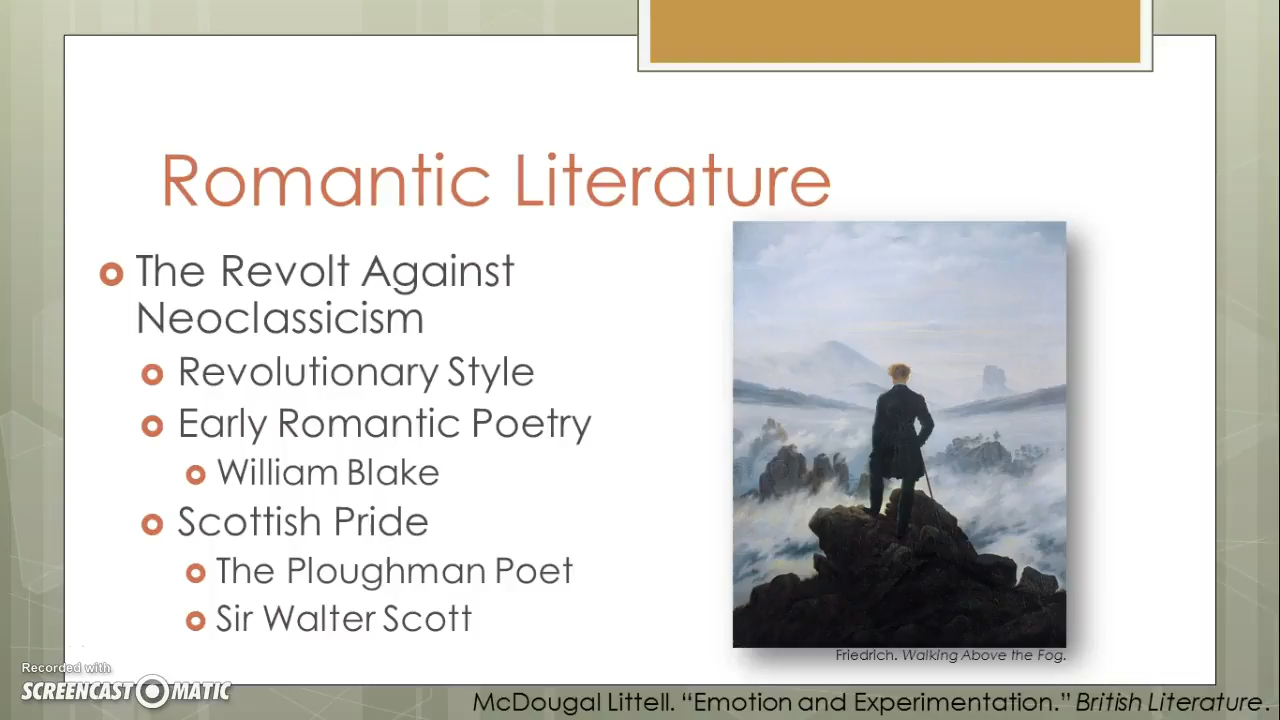 Romantic Literature
The Revolt Against
Neoclassicism
Revolutionary Style
Early Romantic Poetry
William Blake
Scottish Pride
The Ploughman Poet
Sir Walter Scott
Friedrich. Walking Above the Fog.
Recorded with
SCREENCAST MATIC
McDougal Littell. “Emotion and Experimentation.” British Literature.